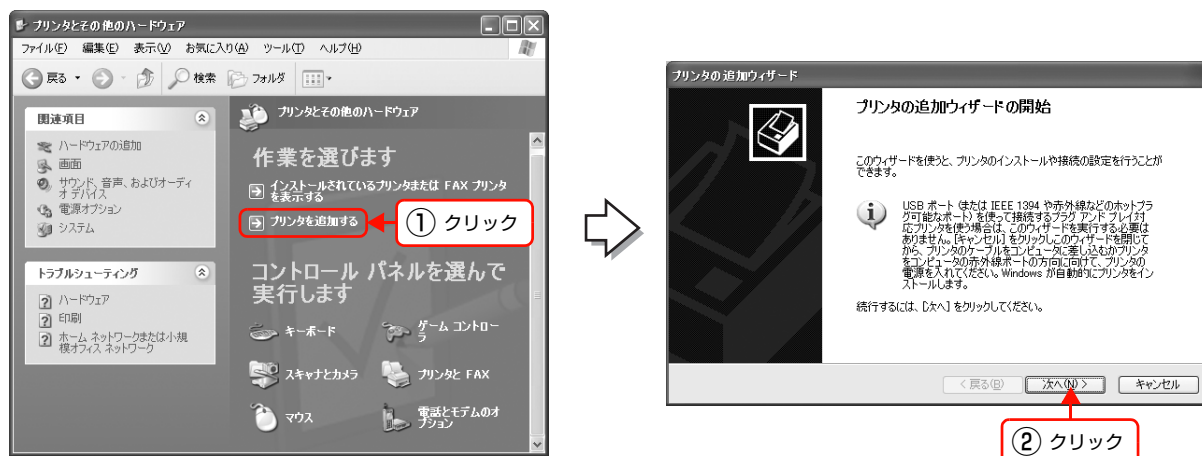 プリンタとその他のハードウェア
ファイル(F) 編集(E) 表示(V) お気に入り(A) ツール(T) ヘルプ(H)
戻る 検索 フォルダ
関連項目
ハードウェアの追加
画面
サウンド、音声、およびオーディ
オ デバイス
電源オプション
システム
トラブルシューティング
ハードウェア
印刷
ホーム ネットワークまたは小規
模オフィス ネットワーク
プリンタとその他のハードウェア
作業を選びます
インストールされているプリンタまたは FAX プリンタ
を表示する
プリンタを追加する
① クリック
コントロール パネルを選んで
実行します
キーボード
ゲーム コントロー
ラ
スキャナとカメラ
プリンタと FAX
マウス
電話とモデムのオ
プション
プリンタの追加ウィザード
プリンタの追加ウィザードの開始
このウィザードを使うと、プリンタのインストールや接続の設定を行うことが
できます。
USB ポート (または IEEE 1394 や赤外線などのホットプラ
グ可能なポート) を使って接続するプラグ アンド プレイ対
応プリンタを使う場合は、このウィザードを実行する必要は
ありません。[キャンセル] をクリックしこのウィザードを閉じて
から、プリンタのケーブルをコンピュータに差し込むかプリンタ
をコンピュータの赤外線ポートの方向に向けて、プリンタの
電源を入れてください。Windows が自動的にプリンタをイン
ストールします。
続行するには、[次へ] をクリックしてください。
< 戻る(B) 次へ(N) > キャンセル
② クリック